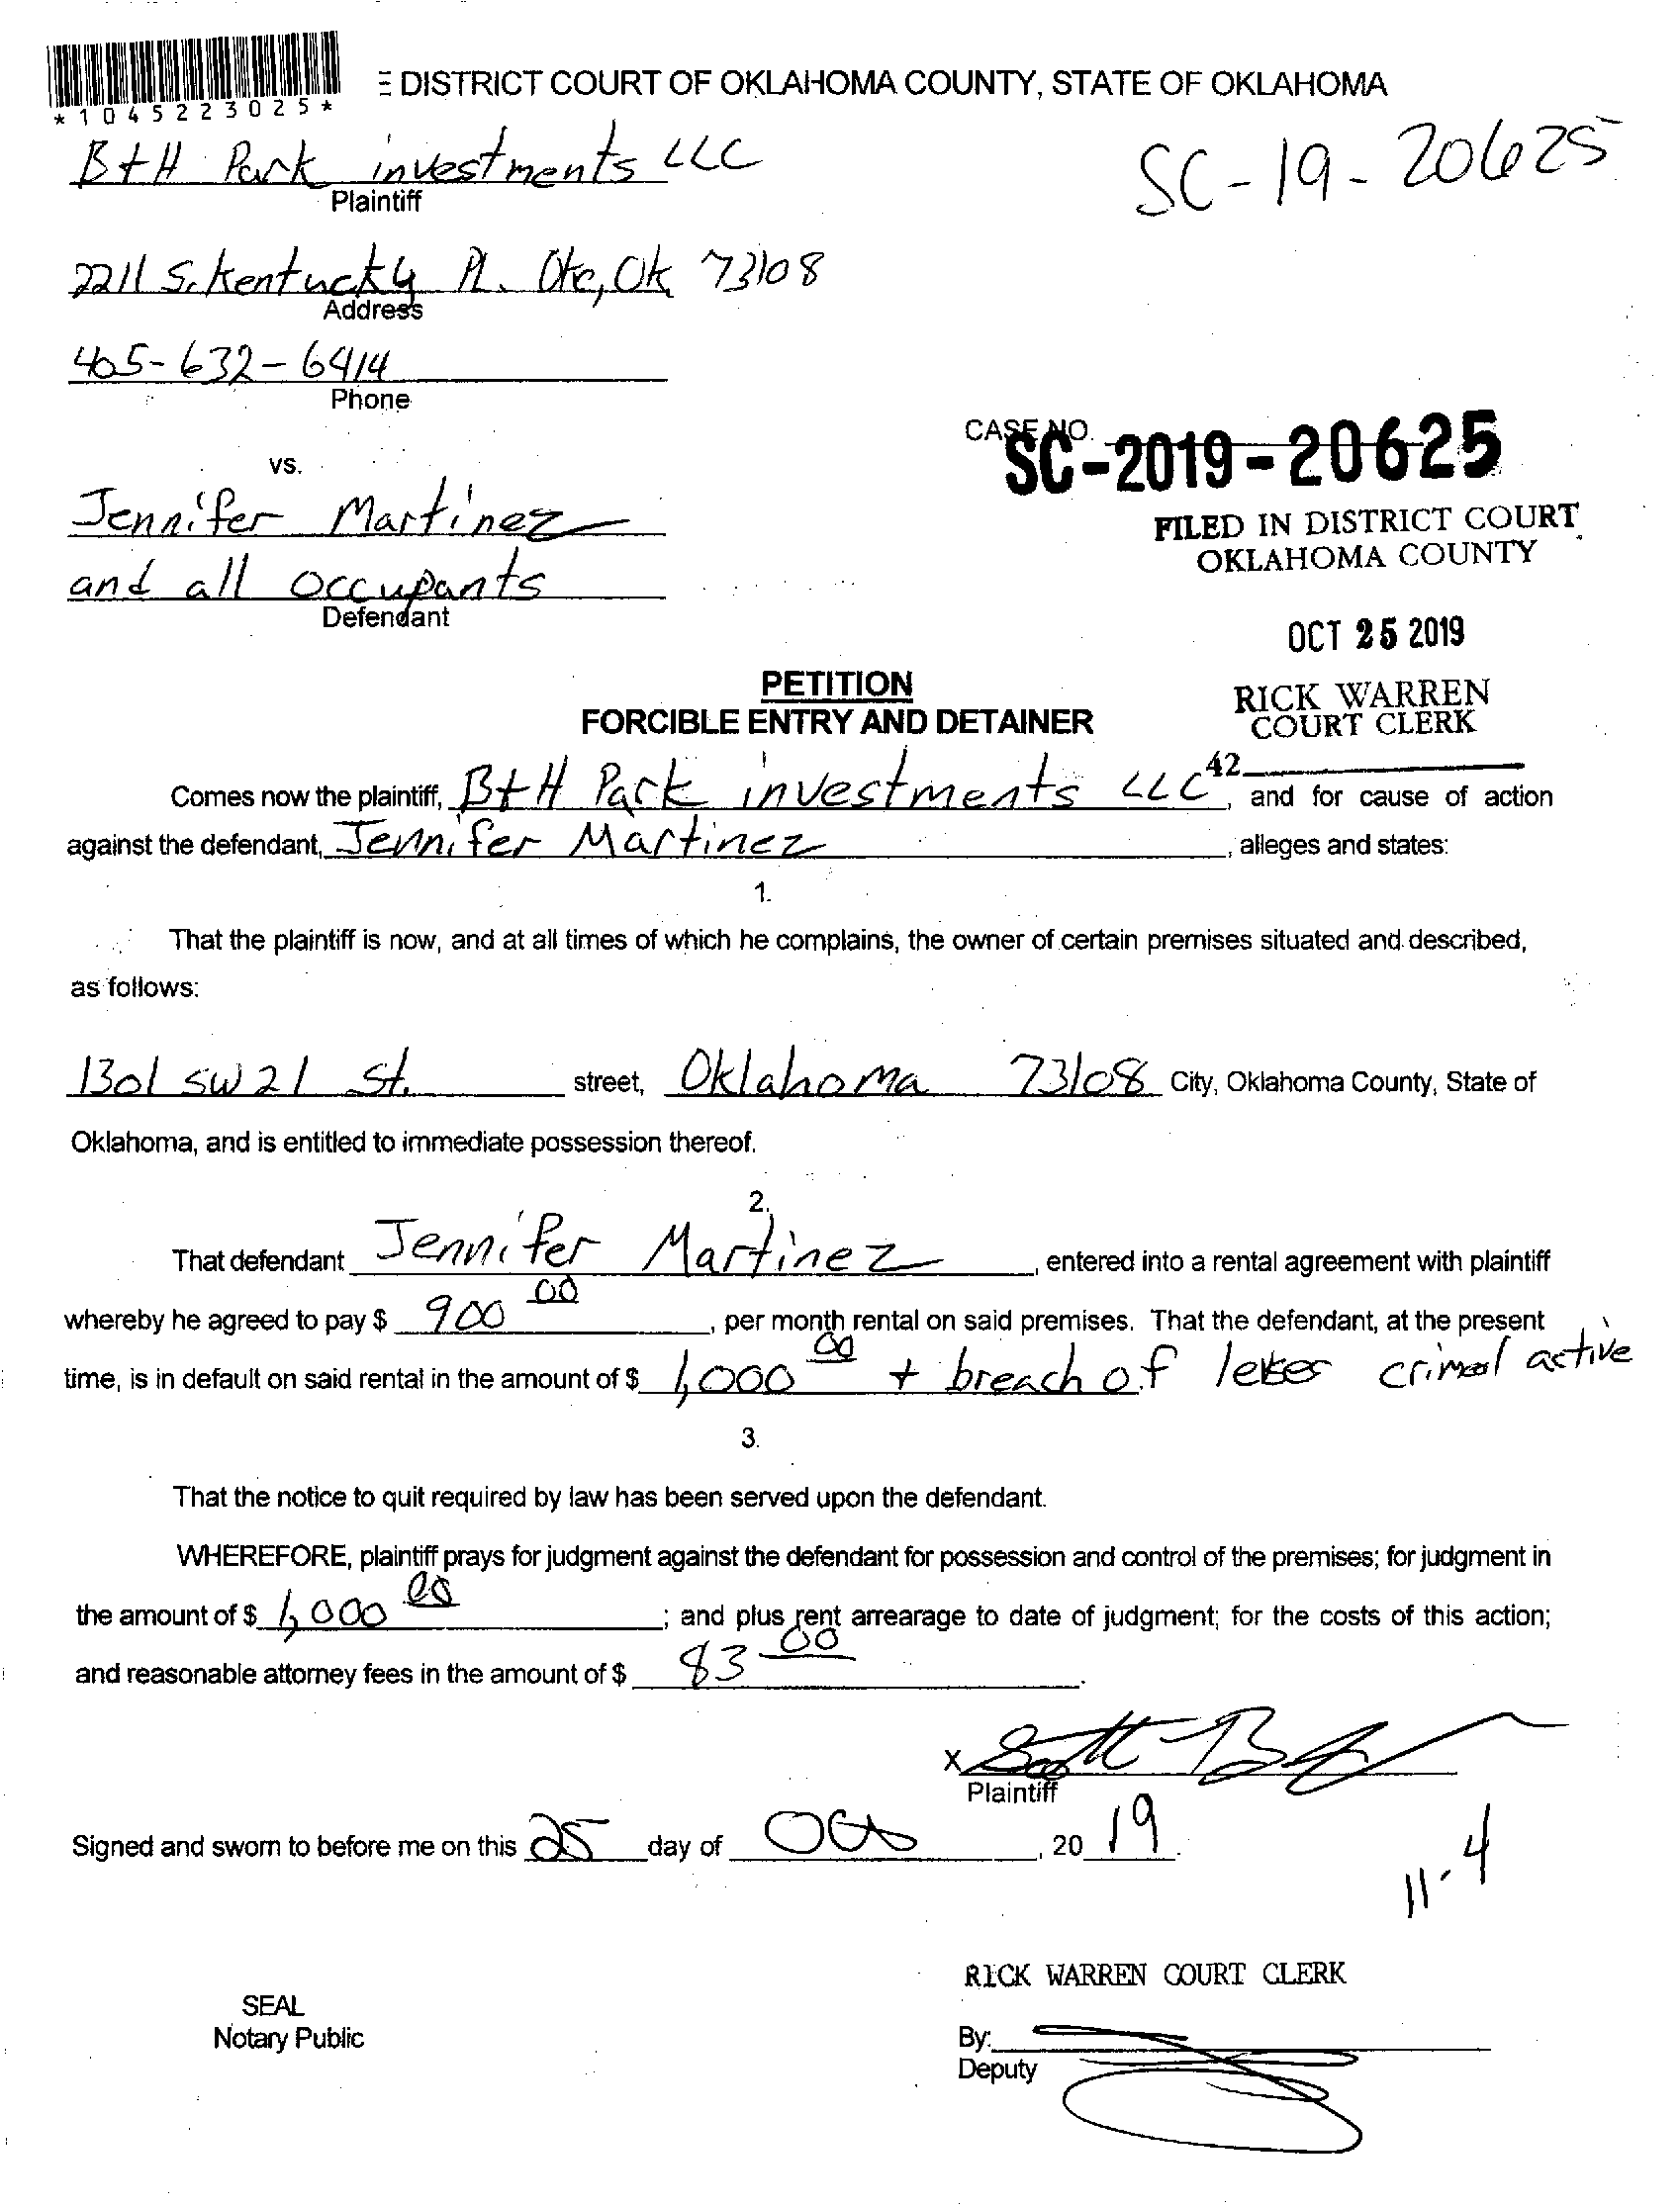 *1045223025*
E DISTRICT COURT OF OKLAHOMA COUNTY, STATE OF OKLAHOMA
B+H Park investments LLC
Plaintiff
SC-19-20625
2211 S. Kentucky Pl. Okc, Ok 73108
Address
405-632-6414
Phone
CASE NO. SC-2019-20625
vs.
FILED IN DISTRICT COURT
OKLAHOMA COUNTY
Jennifer Martinez
and all occupants
Defendant
OCT 25 2019
PETITION
FORCIBLE ENTRY AND DETAINER
RICK WARREN
COURT CLERK
42
Comes now the plaintiff, B+H Park investments LLC, and for cause of action
against the defendant, Jennifer Martinez, alleges and states:
1.
That the plaintiff is now, and at all times of which he complains, the owner of certain premises situated and described,
as follows:
1301 SW 21 St. street, Oklahoma 73108 City, Oklahoma County, State of
Oklahoma, and is entitled to immediate possession thereof.
2.
That defendant Jennifer Martinez, entered into a rental agreement with plaintiff
whereby he agreed to pay $ 900 00, per month rental on said premises. That the defendant, at the present
time, is in default on said rental in the amount of $ 1,000 00 + breach of active
3.
That the notice to quit required by law has been served upon the defendant.
WHEREFORE, plaintiff prays for judgment against the defendant for possession and control of the premises; for judgment in
the amount of $ 1,000 00; and plus rent arrearage to date of judgment; for the costs of this action;
and reasonable attorney fees in the amount of $ 83 00.
X
Plaintiff
Signed and sworn to before me on this 25 day of Oct, 20 19.
11-4
RICK WARREN COURT CLERK
SEAL
Notary Public
By:
Deputy